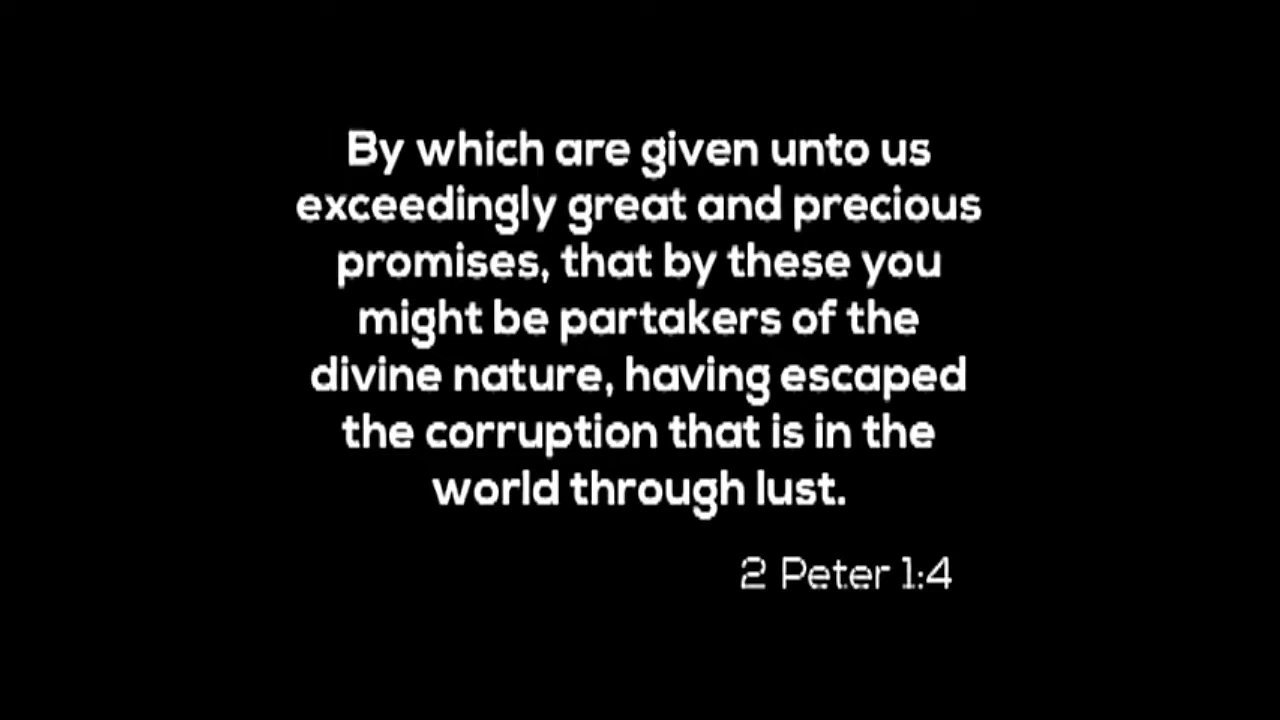 By which are given unto us
exceedingly great and precious
promises, that by these you
might be partakers of the
divine nature, having escaped
the corruption that is in the
world through lust.
2 Peter 1:4